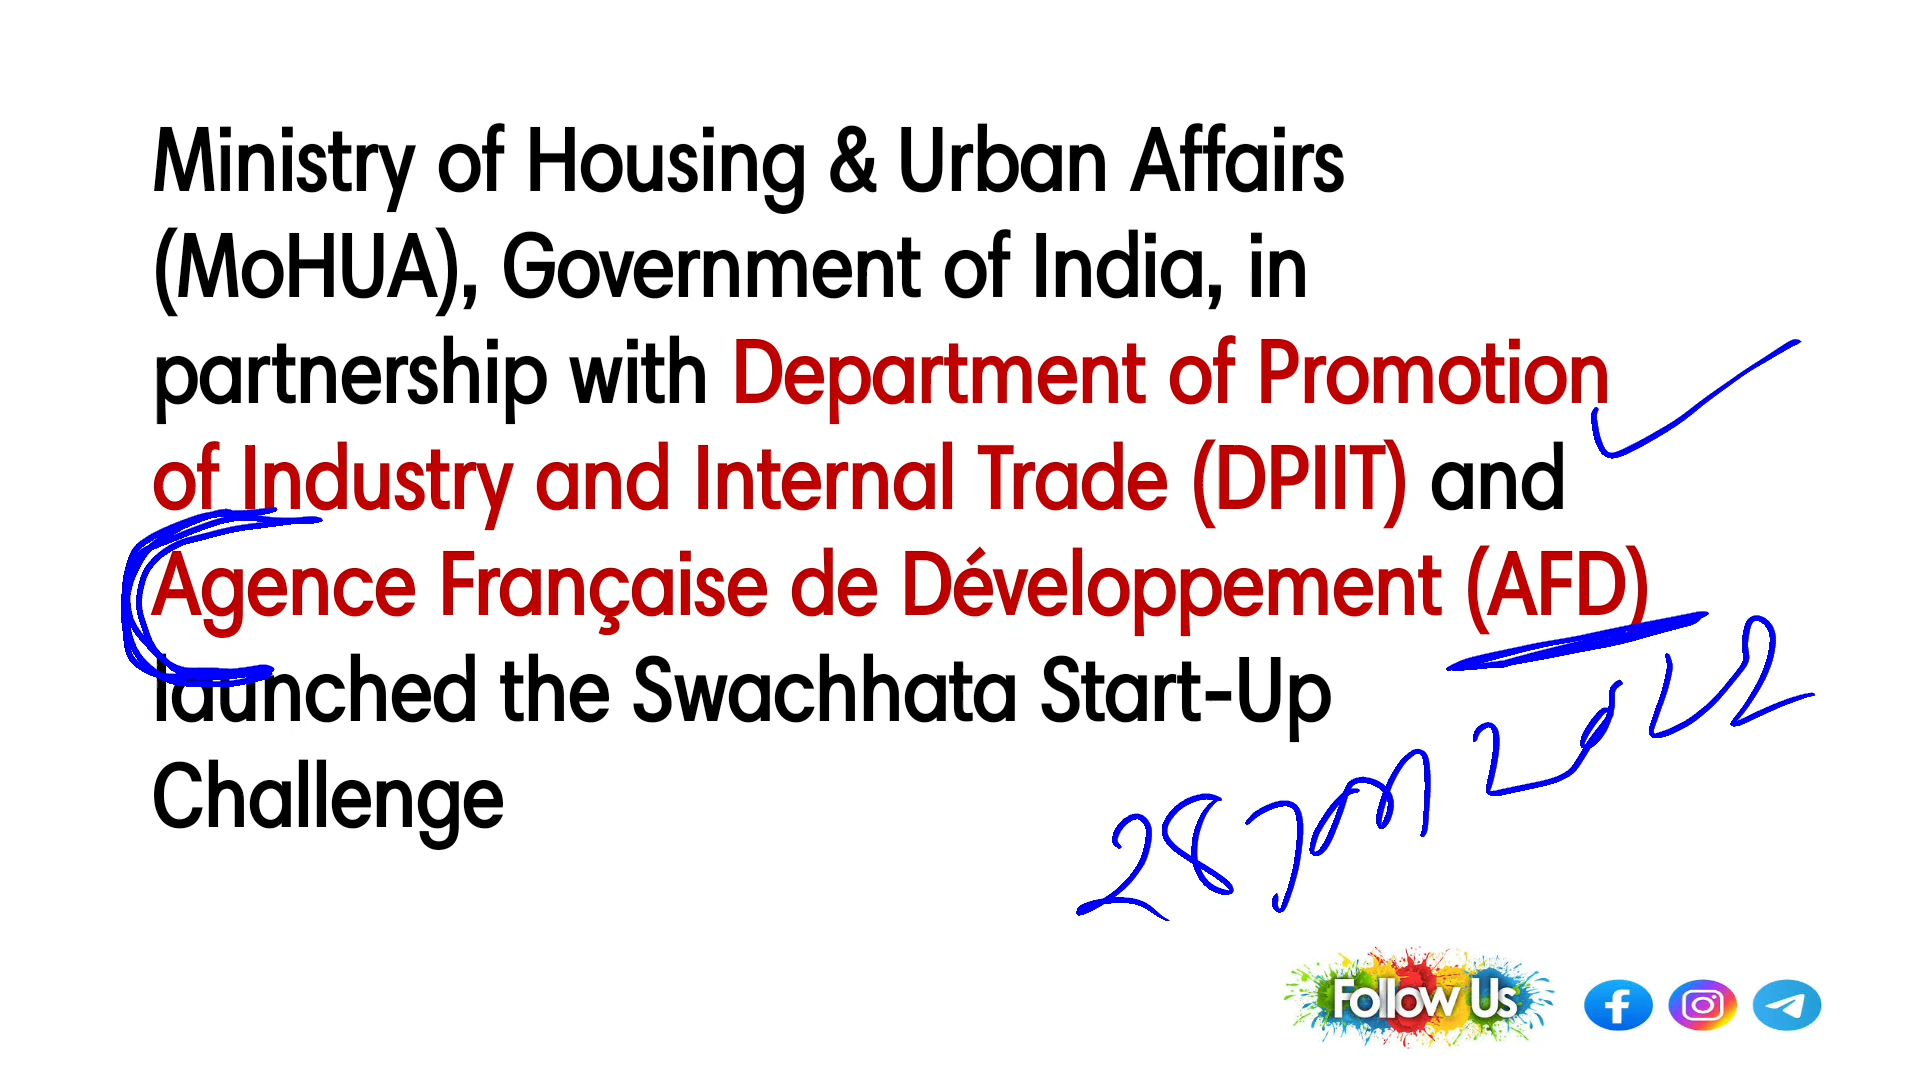 Ministry of Housing & Urban Affairs
(MoHUA), Government of India, in
partnership with Department of Promotion
of Industry and Internal Trade (DPIIT) and
Agence Française de Développement (AFD)
launched the Swachhata Start-Up
Challenge
28 Jan 2022
Follow Us